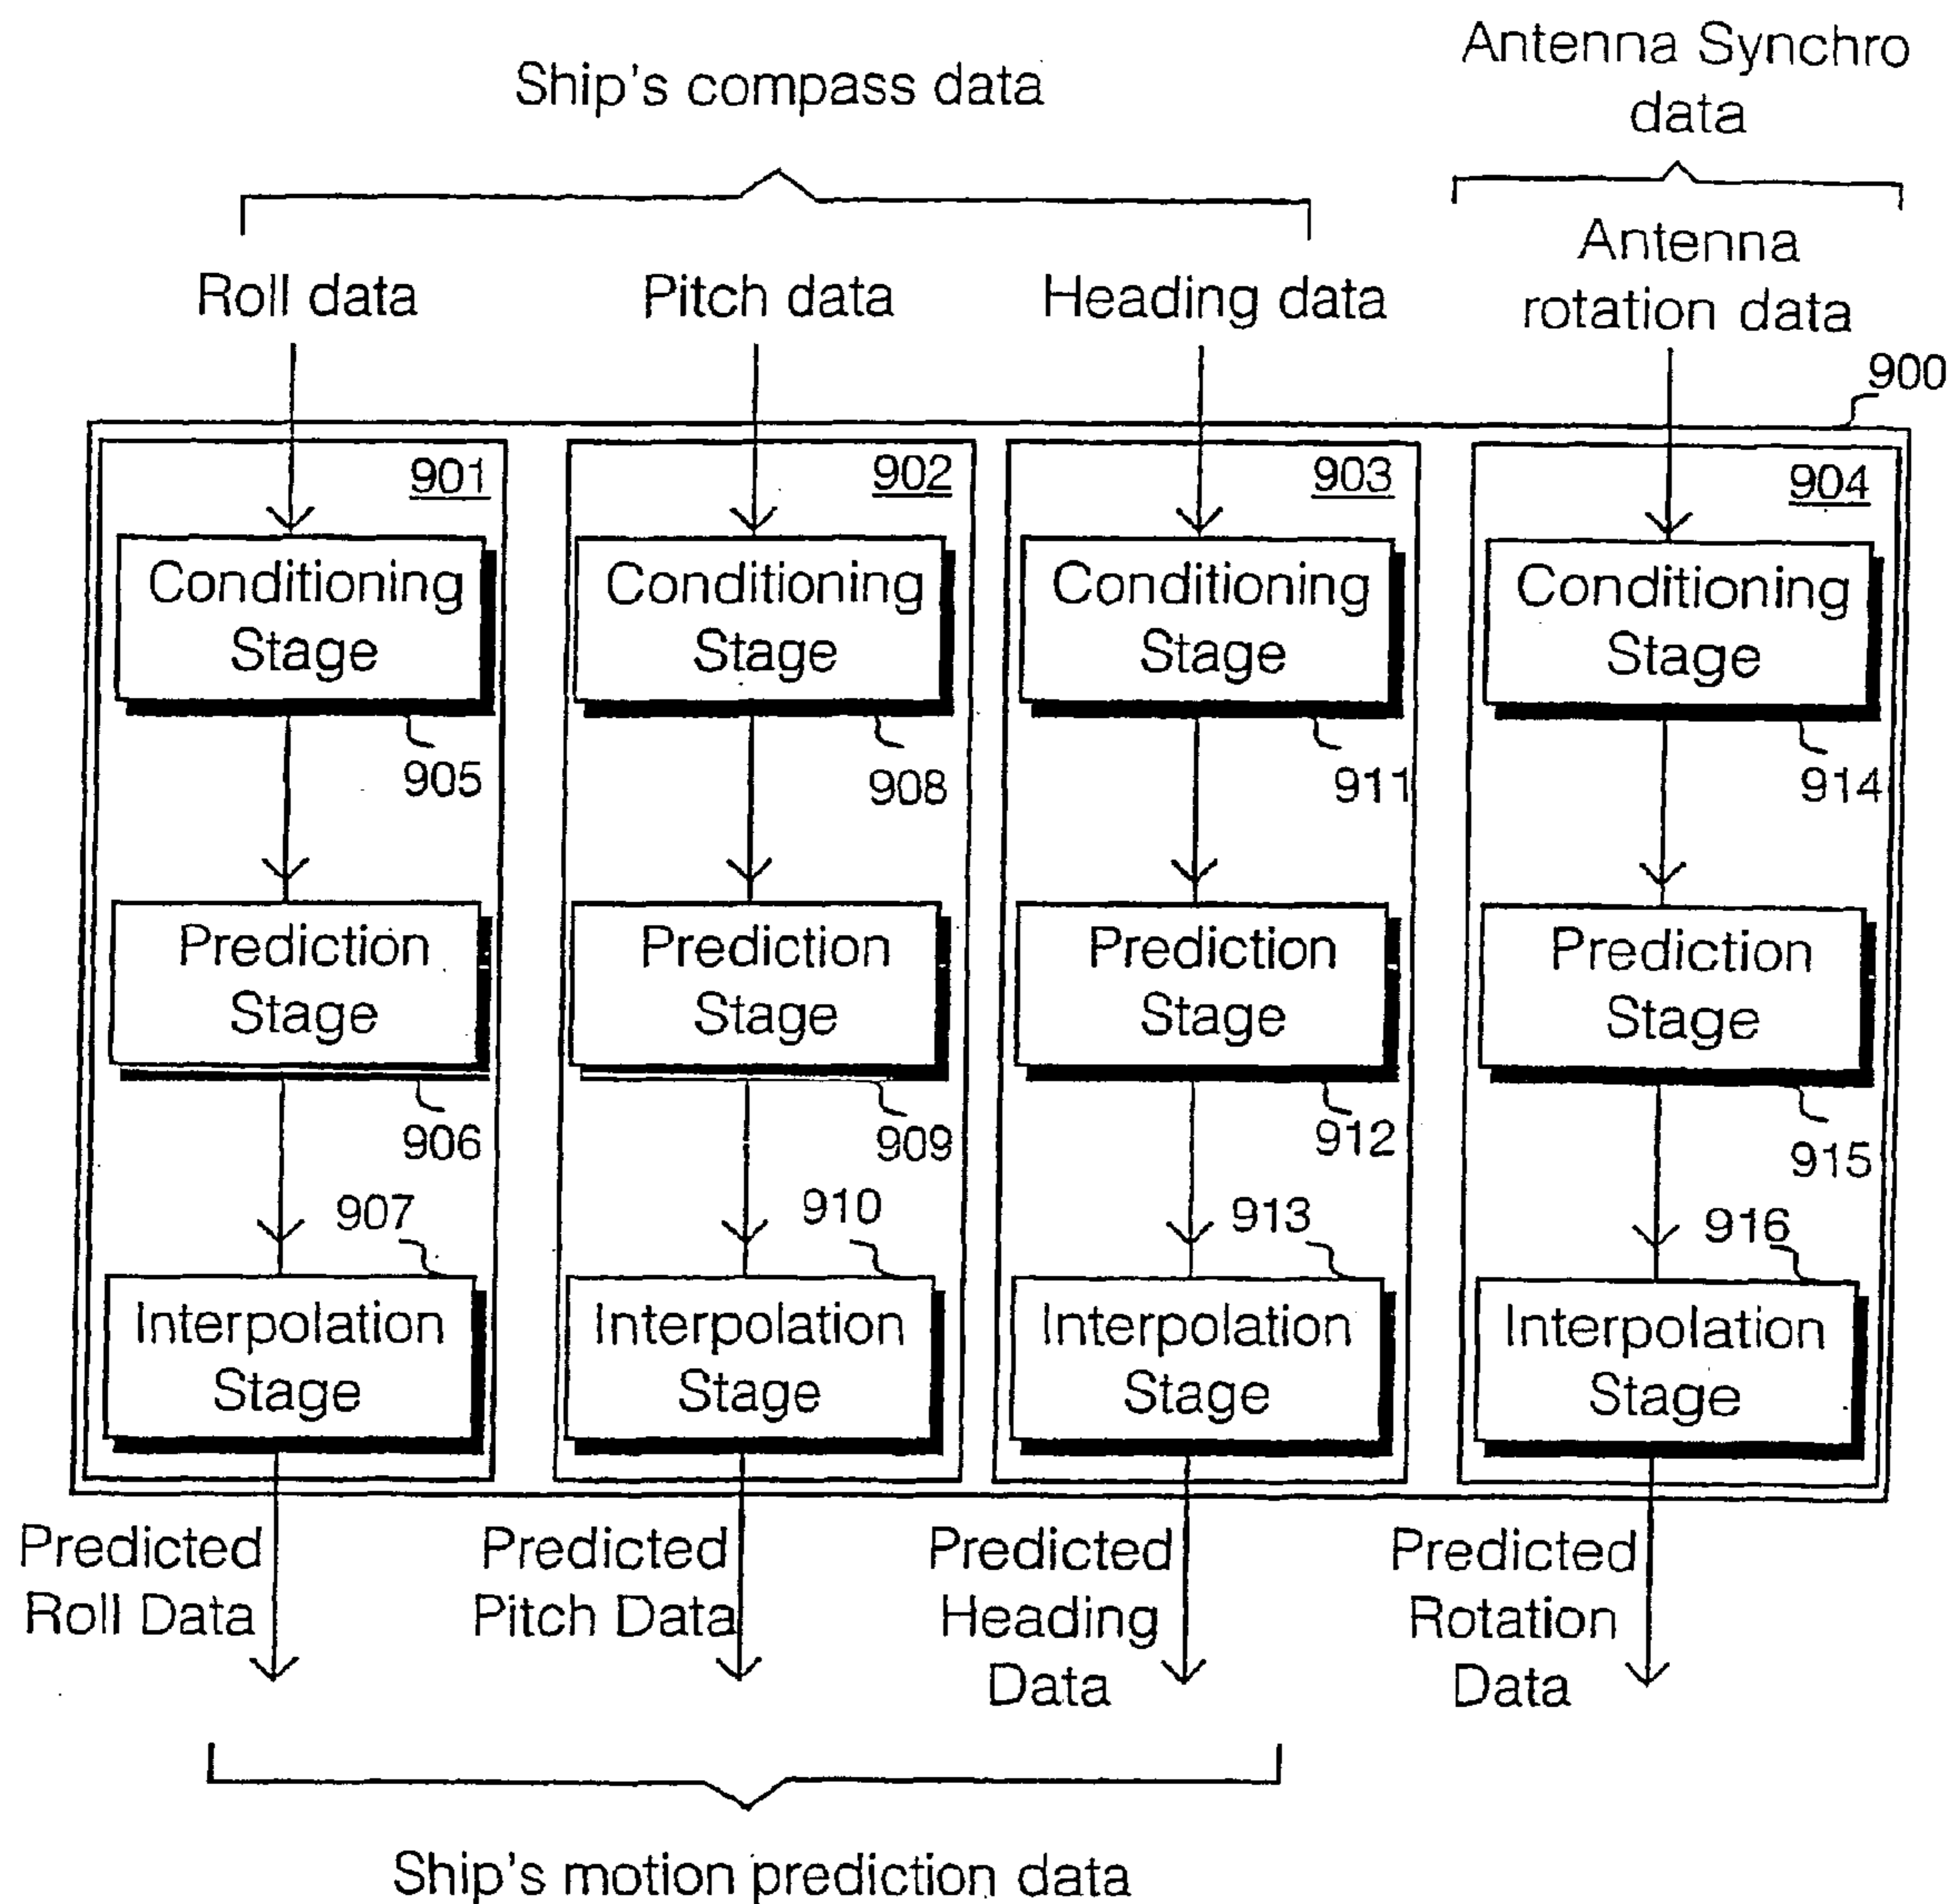 Ship's compass data
Antenna Synchro
data
Roll data
Pitch data
Heading data
Antenna
rotation data
900
901
902
903
904
Conditioning
Stage
Conditioning
Stage
Conditioning
Stage
Conditioning
Stage
905
908
911
914
Prediction
Stage
Prediction
Stage
Prediction
Stage
Prediction
Stage
906
909
912
915
907
910
913
916
Interpolation
Stage
Interpolation
Stage
Interpolation
Stage
Interpolation
Stage
Predicted
Roll Data
Predicted
Pitch Data
Predicted
Heading
Data
Predicted
Rotation
Data
Ship's motion prediction data